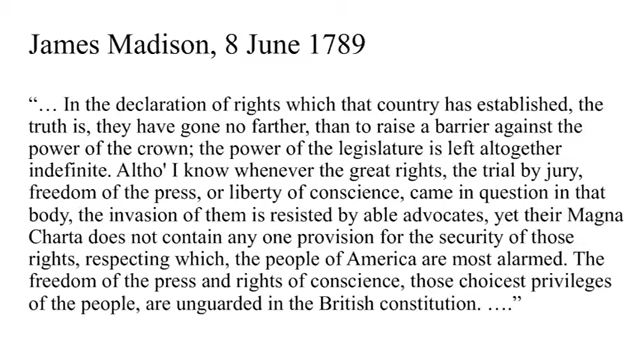 James Madison, 8 June 1789
“… In the declaration of rights which that country has established, the
truth is, they have gone no farther, than to raise a barrier against the
power of the crown; the power of the legislature is left altogether
indefinite. Altho' I know whenever the great rights, the trial by jury,
freedom of the press, or liberty of conscience, came in question in that
body, the invasion of them is resisted by able advocates, yet their Magna
Charta does not contain any one provision for the security of those
rights, respecting which, the people of America are most alarmed. The
freedom of the press and rights of conscience, those choicest privileges
of the people, are unguarded in the British constitution. ….”